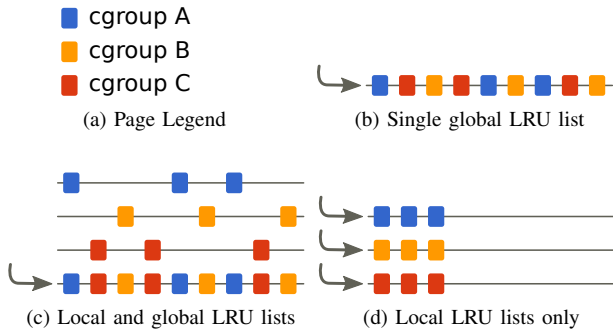 cgroup A
cgroup B
cgroup C
(a) Page Legend
(b) Single global LRU list
(c) Local and global LRU lists
(d) Local LRU lists only